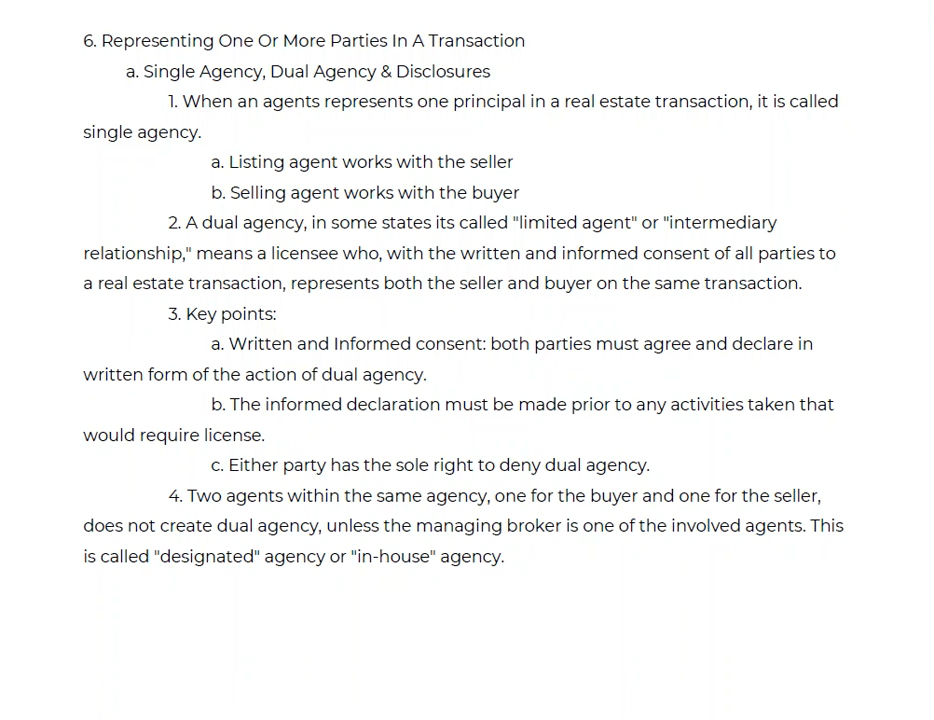 6. Representing One Or More Parties In A Transaction
a. Single Agency, Dual Agency & Disclosures
1. When an agents represents one principal in a real estate transaction, it is called
single agency.
a. Listing agent works with the seller
b. Selling agent works with the buyer
2. A dual agency, in some states its called "limited agent" or "intermediary
relationship," means a licensee who, with the written and informed consent of all parties to
a real estate transaction, represents both the seller and buyer on the same transaction.
3. Key points:
a. Written and Informed consent: both parties must agree and declare in
written form of the action of dual agency.
b. The informed declaration must be made prior to any activities taken that
would require license.
c. Either party has the sole right to deny dual agency.
4. Two agents within the same agency, one for the buyer and one for the seller,
does not create dual agency, unless the managing broker is one of the involved agents. This
is called "designated" agency or "in-house" agency.